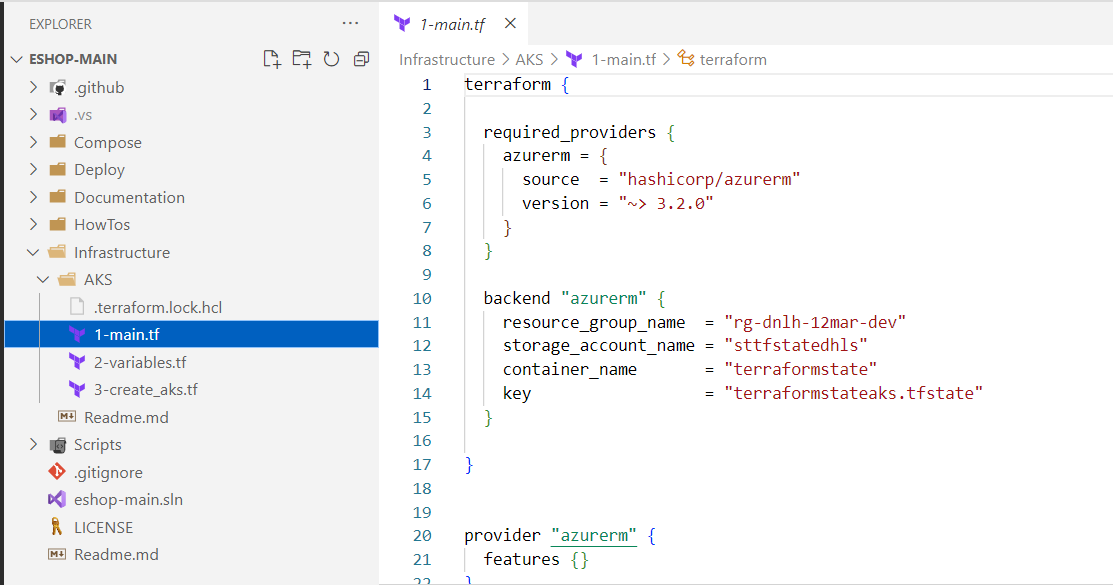 EXPLORER
ESHOP-MAIN
.github
.vs
Compose
Deploy
Documentation
HowTos
Infrastructure
AKS
.terraform.lock.hcl
1-main.tf
2-variables.tf
3-create_aks.tf
Readme.md
Scripts
.gitignore
eshop-main.sln
LICENSE
Readme.md
1-main.tf
Infrastructure > AKS > 1-main.tf > terraform
1 terraform {
2
3 required_providers {
4 azurerm = {
5 source = "hashicorp/azurerm"
6 version = "~> 3.2.0"
7 }
8 }
9
10 backend "azurerm" {
11 resource_group_name = "rg-dnlh-12mar-dev"
12 storage_account_name = "sttfstatedhls"
13 container_name = "terraformstate"
14 key = "terraformstateaks.tfstate"
15 }
16
17 }
18
19
20 provider "azurerm" {
21 features {}
22 }